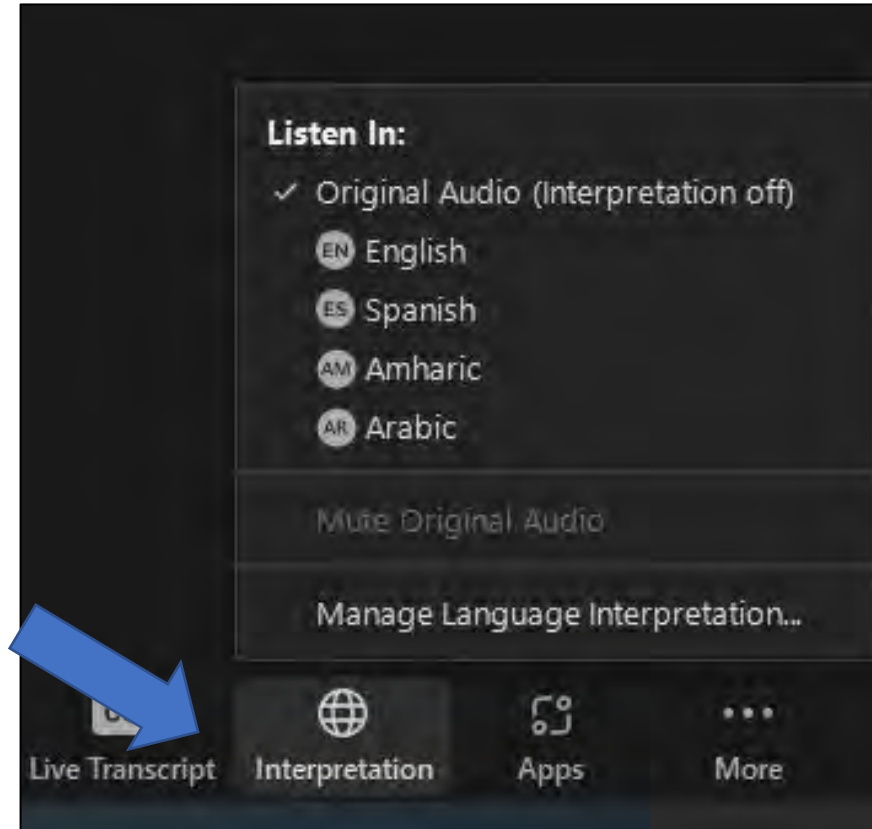 Listen In:
✓ Original Audio (Interpretation off)
EN English
ES Spanish
AM Amharic
AR Arabic
Mute Original Audio
Manage Language Interpretation...
Live Transcript Interpretation Apps More